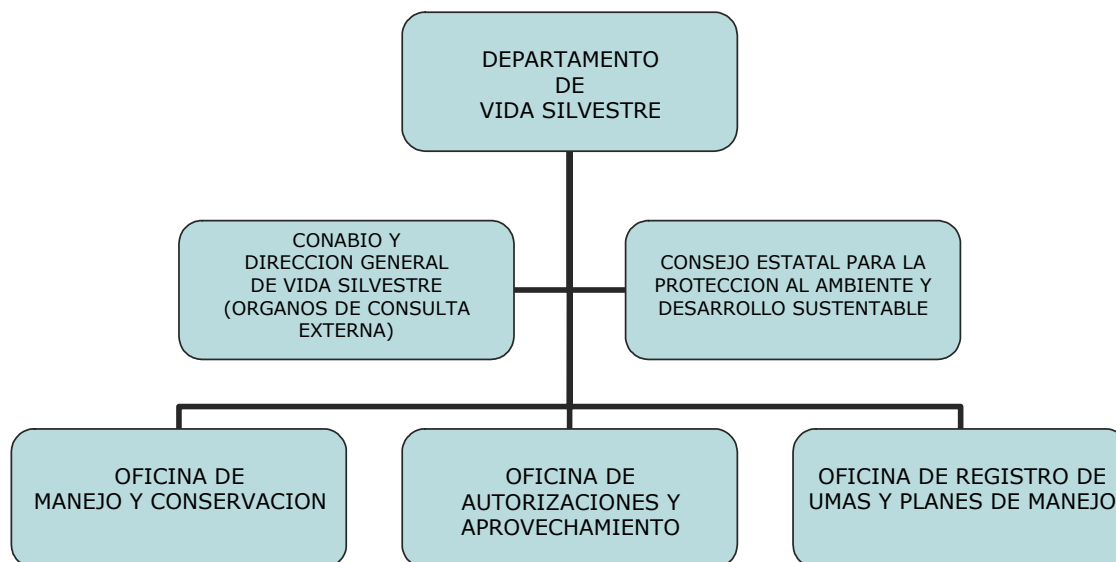 DEPARTAMENTO
DE
VIDA SILVESTRE
CONABIO Y
DIRECCION GENERAL
DE VIDA SILVESTRE
(ORGANOS DE CONSULTA
EXTERNA)
CONSEJO ESTATAL PARA LA
PROTECCION AL AMBIENTE Y
DESARROLLO SUSTENTABLE
OFICINA DE
MANEJO Y CONSERVACION
OFICINA DE
AUTORIZACIONES Y
APROVECHAMIENTO
OFICINA DE REGISTRO DE
UMAS Y PLANES DE MANEJO